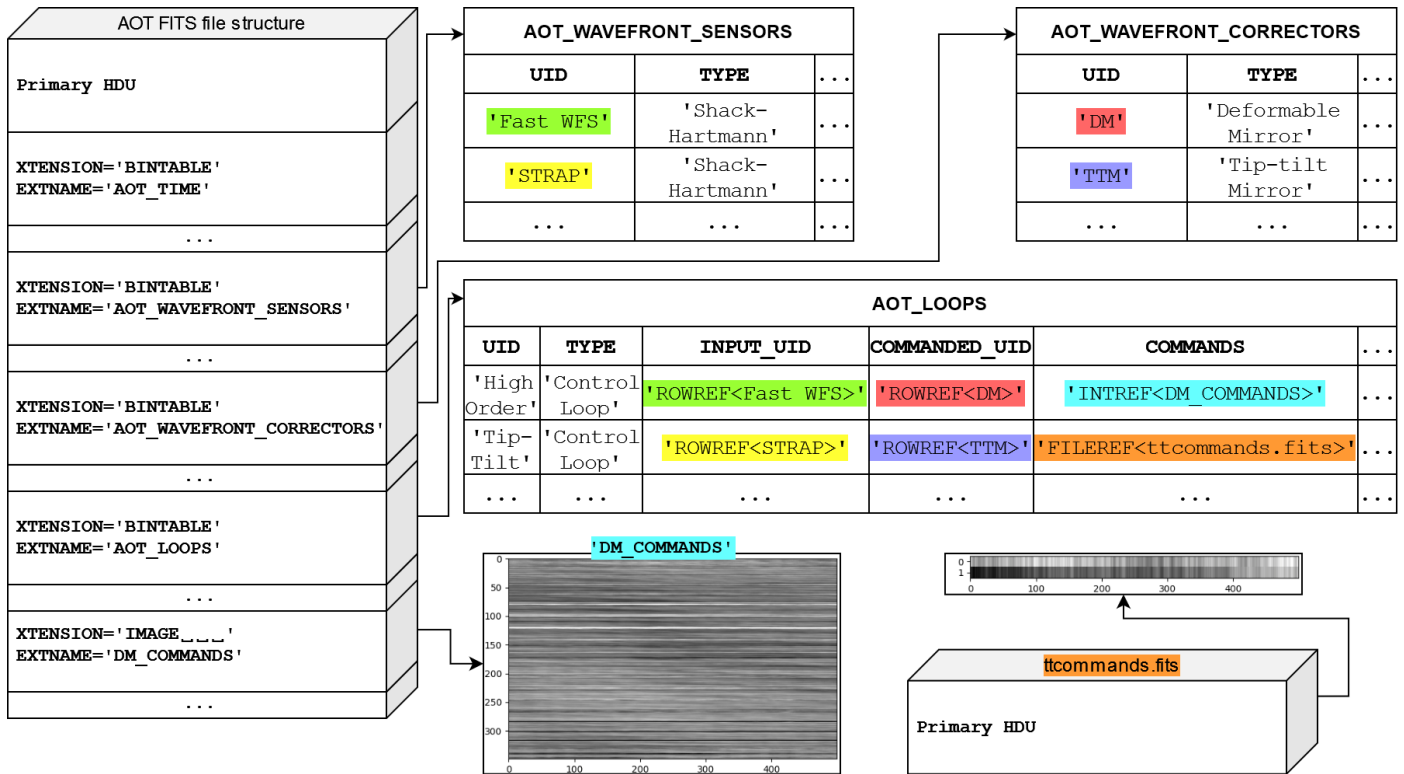 AOT FITS file structure
Primary HDU
XTENSION='BINTABLE'
EXTNAME='AOT_TIME'
...
XTENSION='BINTABLE'
EXTNAME='AOT_WAVEFRONT_SENSORS'
...
XTENSION='BINTABLE'
EXTNAME='AOT_WAVEFRONT_CORRECTORS'
...
XTENSION='BINTABLE'
EXTNAME='AOT_LOOPS'
...
XTENSION='IMAGE␣␣␣'
EXTNAME='DM_COMMANDS'
...
AOT_WAVEFRONT_SENSORS
UID TYPE ...
'Fast WFS' 'Shack-
Hartmann' ...
'STRAP' 'Shack-
Hartmann' ...
... ... ...
AOT_WAVEFRONT_CORRECTORS
UID TYPE ...
'DM' 'Deformable
Mirror' ...
'TTM' 'Tip-tilt
Mirror' ...
... ... ...
AOT_LOOPS
UID TYPE INPUT_UID COMMANDED_UID COMMANDS ...
'High 'Control
Order' Loop' 'ROWREF<Fast WFS>' 'ROWREF<DM>' 'INTREF<DM_COMMANDS>' ...
'Tip- 'Control
Tilt' Loop' 'ROWREF<STRAP>' 'ROWREF<TTM>' 'FILEREF<ttcommands.fits>' ...
... ... ... ... ... ...
'DM_COMMANDS'
0
50
100
150
200
250
300
0 100 200 300 400
0
1
0 100 200 300 400
ttcommands.fits
Primary HDU